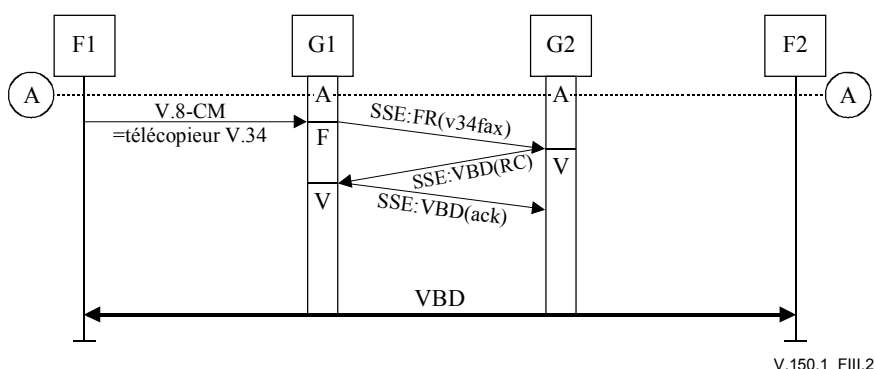 F1 G1 G2 F2
A A A A
V.8-CM
=télécopieur V.34
SSE:FR(v34fax)
F
SSE:VBD(RC)
V
V
SSE:VBD(ack)
VBD
V.150.1_FIII.2